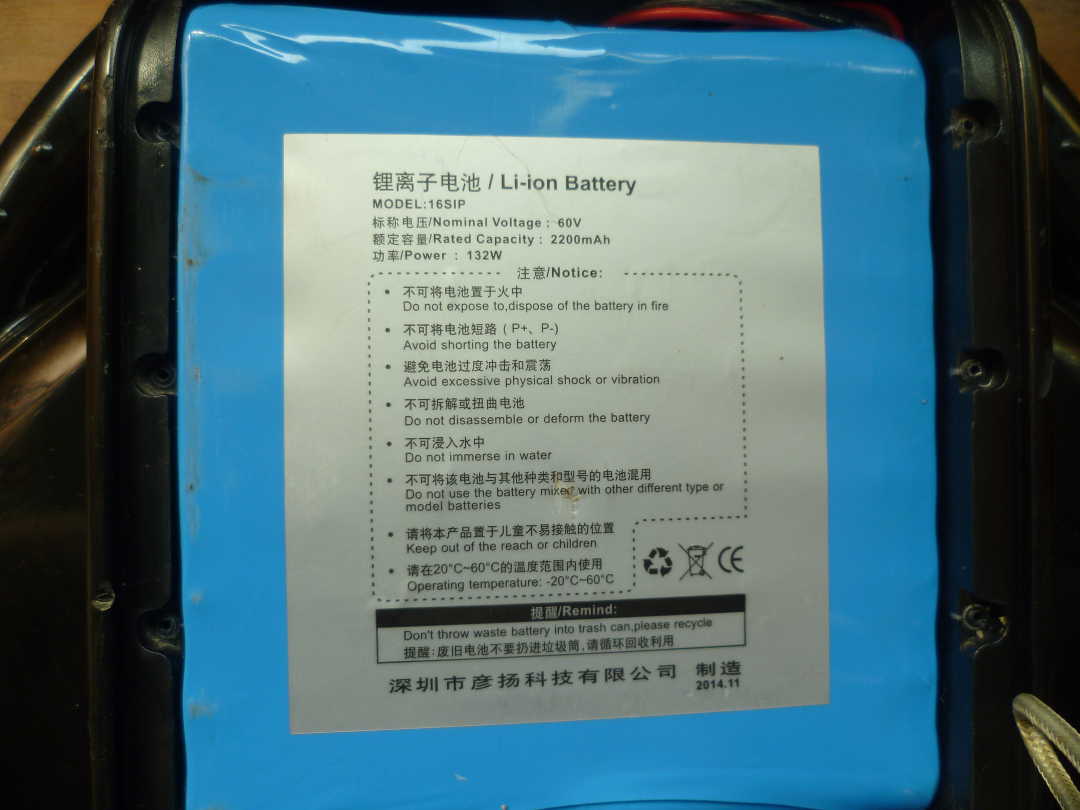 锂离子电池 / Li-ion Battery
MODEL:16SIP
标称电压/Nominal Voltage : 60V
额定容量/Rated Capacity : 2200mAh
功率/Power : 132W
注意/Notice:
• 不可将电池置于火中
Do not expose to,dispose of the battery in fire
• 不可将电池短路 ( P+、P-)
Avoid shorting the battery
• 避免电池过度冲击和震荡
Avoid excessive physical shock or vibration
• 不可拆解或扭曲电池
Do not disassemble or deform the battery
• 不可浸入水中
Do not immerse in water
• 不可将该电池与其他种类和型号的电池混用
Do not use the battery mixed with other different type or
model batteries
• 请将本产品置于儿童不易接触的位置
Keep out of the reach or children
• 请在20°C~60°C的温度范围内使用
Operating temperature: -20°C~60°C
CE
提醒/Remind:
Don't throw waste battery into trash can,please recycle
提醒:废旧电池不要扔进垃圾筒,请循环回收利用
深圳市彦扬科技有限公司 制造
2014.11